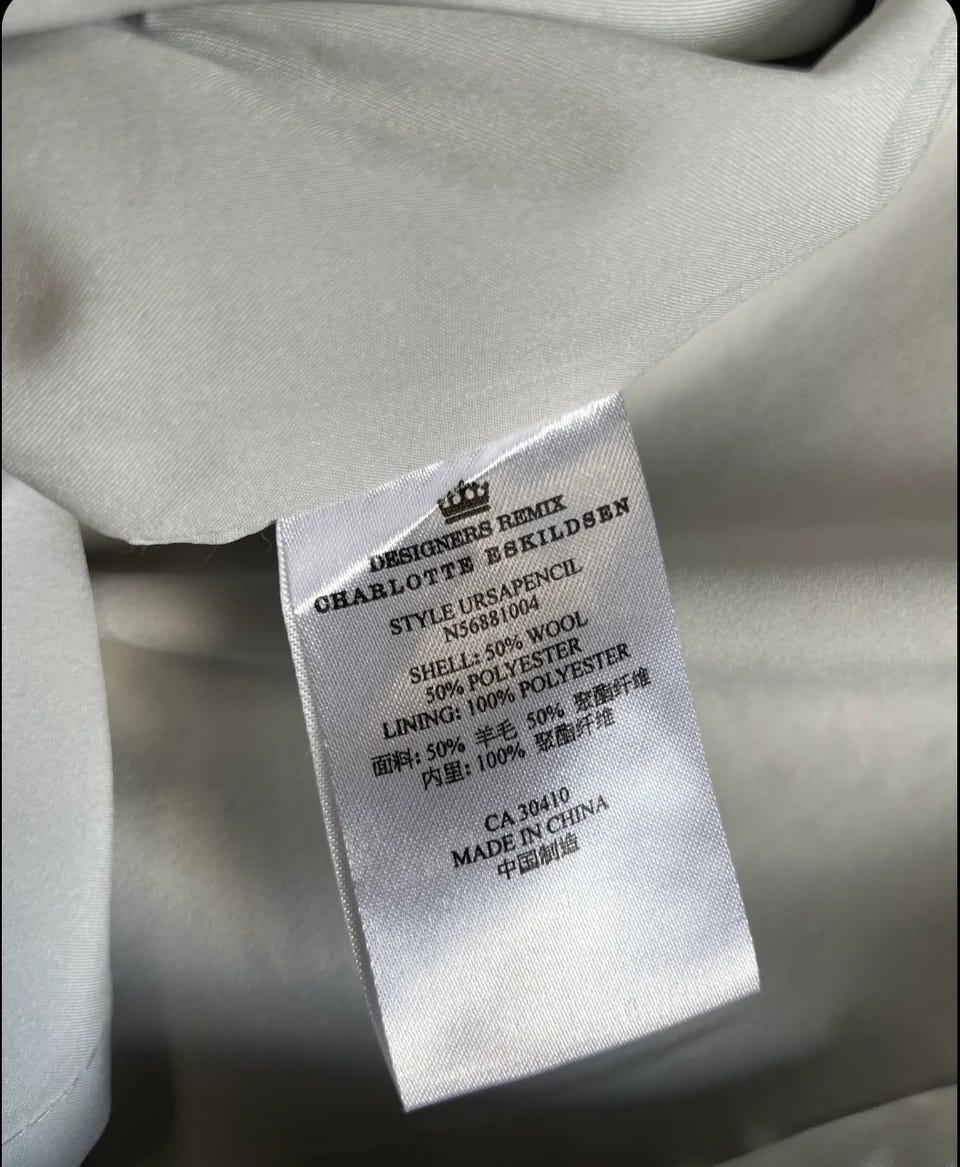 DESIGNERS REMIX
CHARLOTTE ESKILDSEN
STYLE URSAPENCIL
N56881004
SHELL: 50% WOOL
50% POLYESTER
LINING: 100% POLYESTER
面料: 50% 羊毛 50% 聚酯纤维
内里: 100% 聚酯纤维
CA 30410
MADE IN CHINA
中国制造